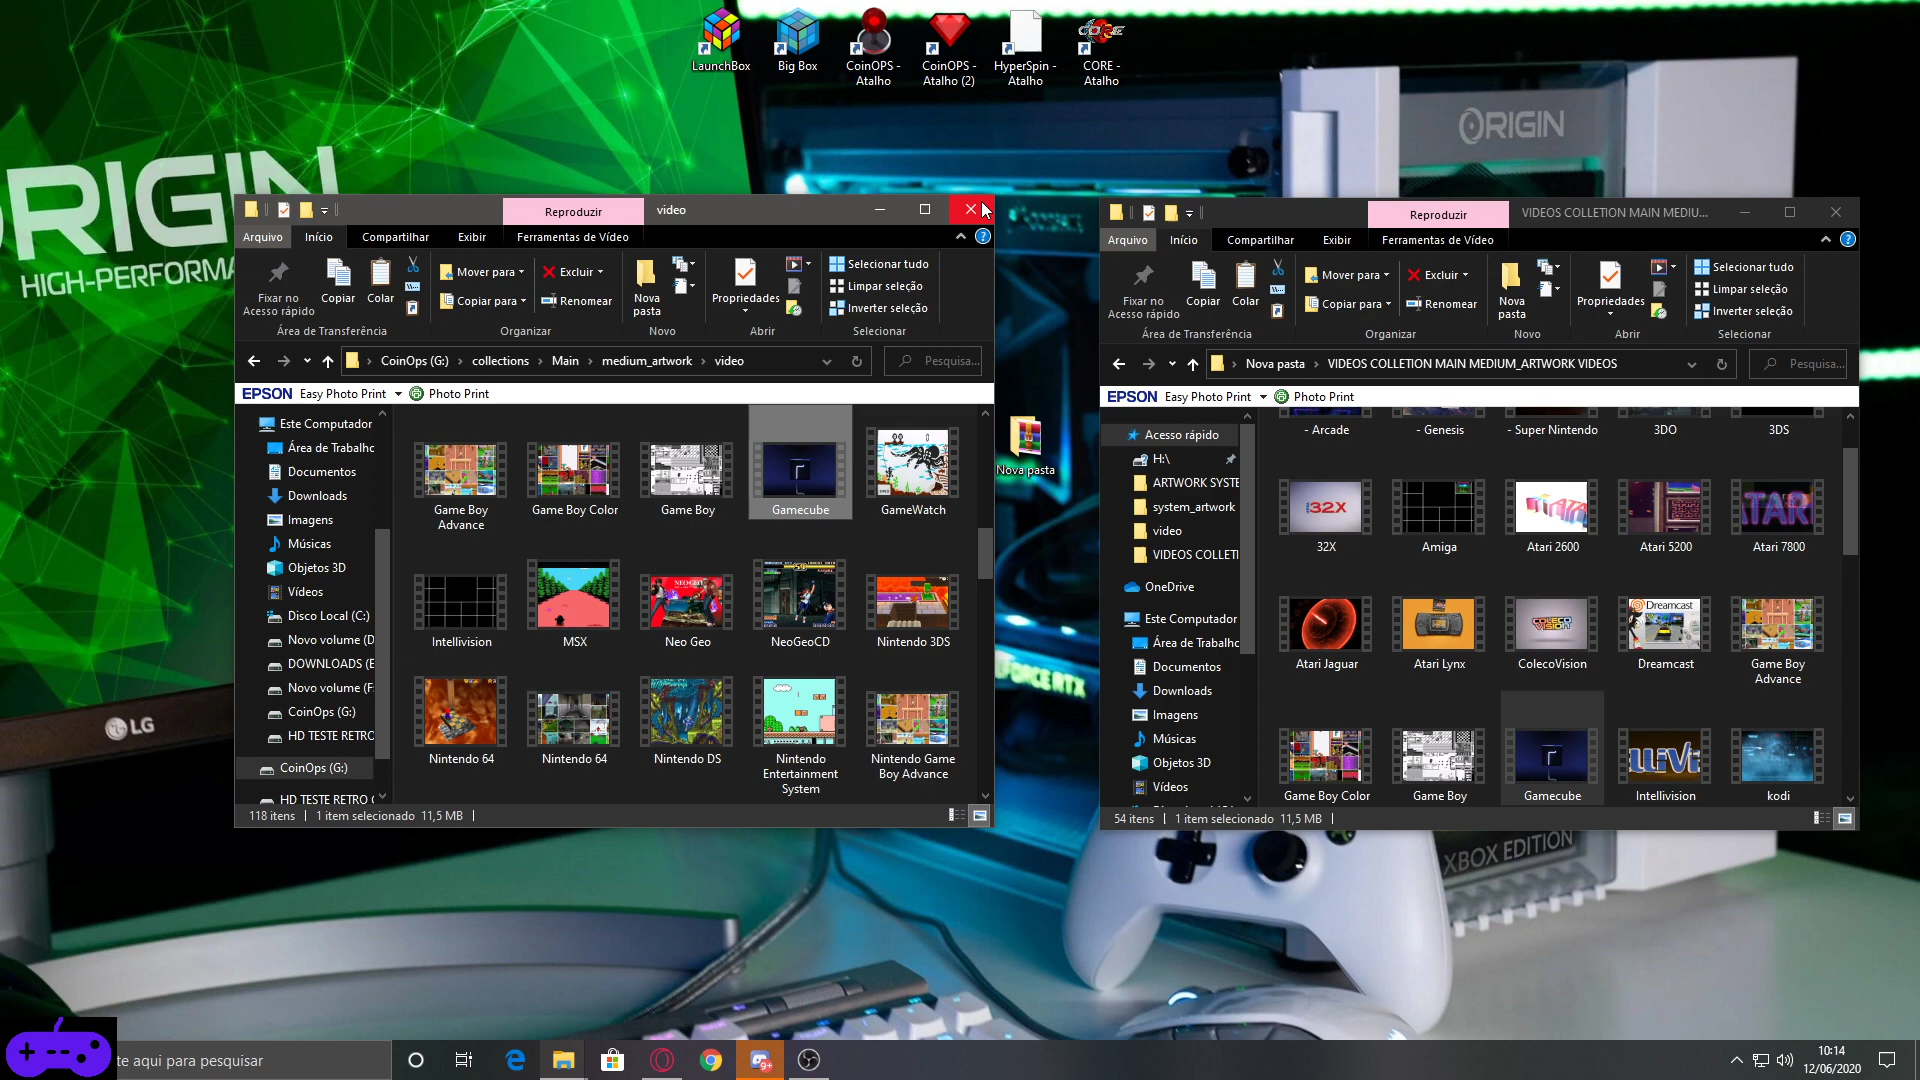 LaunchBox
Big Box
CoinOPS -
Atalho
CoinOPS -
Atalho (2)
HyperSpin -
Atalho
CORE -
Atalho
ORIGIN
ORIGIN
HIGH-PERFORMA
LG
FORCE RTX
XBOX EDITION
Nova pasta
Reproduzir
video
Arquivo
Início
Compartilhar
Exibir
Ferramentas de Vídeo
Fixar no
Acesso rápido
Copiar
Colar
Mover para
Copiar para
Excluir
Renomear
Nova
pasta
Propriedades
Selecionar tudo
Limpar seleção
Inverter seleção
Área de Transferência
Organizar
Novo
Abrir
Selecionar
CoinOps (G:) > collections > Main > medium_artwork > video
Pesquisa...
EPSON Easy Photo Print Photo Print
Este Computador
Área de Trabalho
Documentos
Downloads
Imagens
Músicas
Objetos 3D
Vídeos
Disco Local (C:)
Novo volume (D
DOWNLOADS (E
Novo volume (F:
CoinOps (G:)
HD TESTE RETRO
CoinOps (G:)
HD TESTE RETRO (
Game Boy
Advance
Game Boy Color
Game Boy
Gamecube
GameWatch
Intellivision
MSX
Neo Geo
NeoGeoCD
Nintendo 3DS
Nintendo 64
Nintendo 64
Nintendo DS
Nintendo
Entertainment
System
Nintendo Game
Boy Advance
118 itens
1 item selecionado 11,5 MB
Reproduzir
VIDEOS COLLETION MAIN MEDIU...
Arquivo
Início
Compartilhar
Exibir
Ferramentas de Vídeo
Fixar no
Acesso rápido
Copiar
Colar
Mover para
Copiar para
Excluir
Renomear
Nova
pasta
Propriedades
Selecionar tudo
Limpar seleção
Inverter seleção
Área de Transferência
Organizar
Novo
Abrir
Selecionar
Nova pasta > VIDEOS COLLETION MAIN MEDIUM_ARTWORK VIDEOS
Pesquisa...
EPSON Easy Photo Print Photo Print
Acesso rápido
H:\
ARTWORK SYSTE
system_artwork
video
VIDEOS COLLETI
OneDrive
Este Computador
Área de Trabalho
Documentos
Downloads
Imagens
Músicas
Objetos 3D
Vídeos
- Arcade
- Genesis
- Super Nintendo
3DO
3DS
32X
32X
Amiga
Atari 2600
Atari 5200
ATAR
Atari 7800
Atari Jaguar
Atari Lynx
COLECO
VISION
ColecoVision
Dreamcast
Dreamcast
Game Boy
Advance
Game Boy Color
Game Boy
Gamecube
Intellivision
kodi
54 itens
1 item selecionado 11,5 MB
te aqui para pesquisar
9+
10:14
12/06/2020